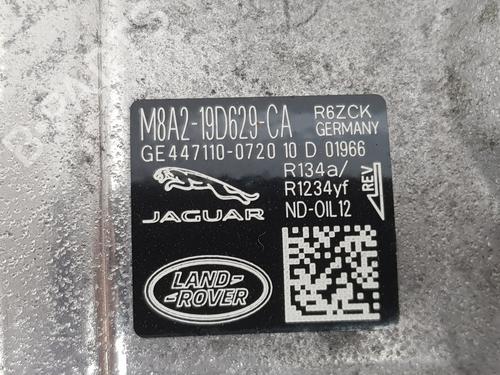 M8A2-19D629-CA
R6ZCK
GERMANY
GE447110-0720 10 D 01966
R134a/
R1234yf
ND-OIL12
REV
JAGUAR
LAND-
ROVER